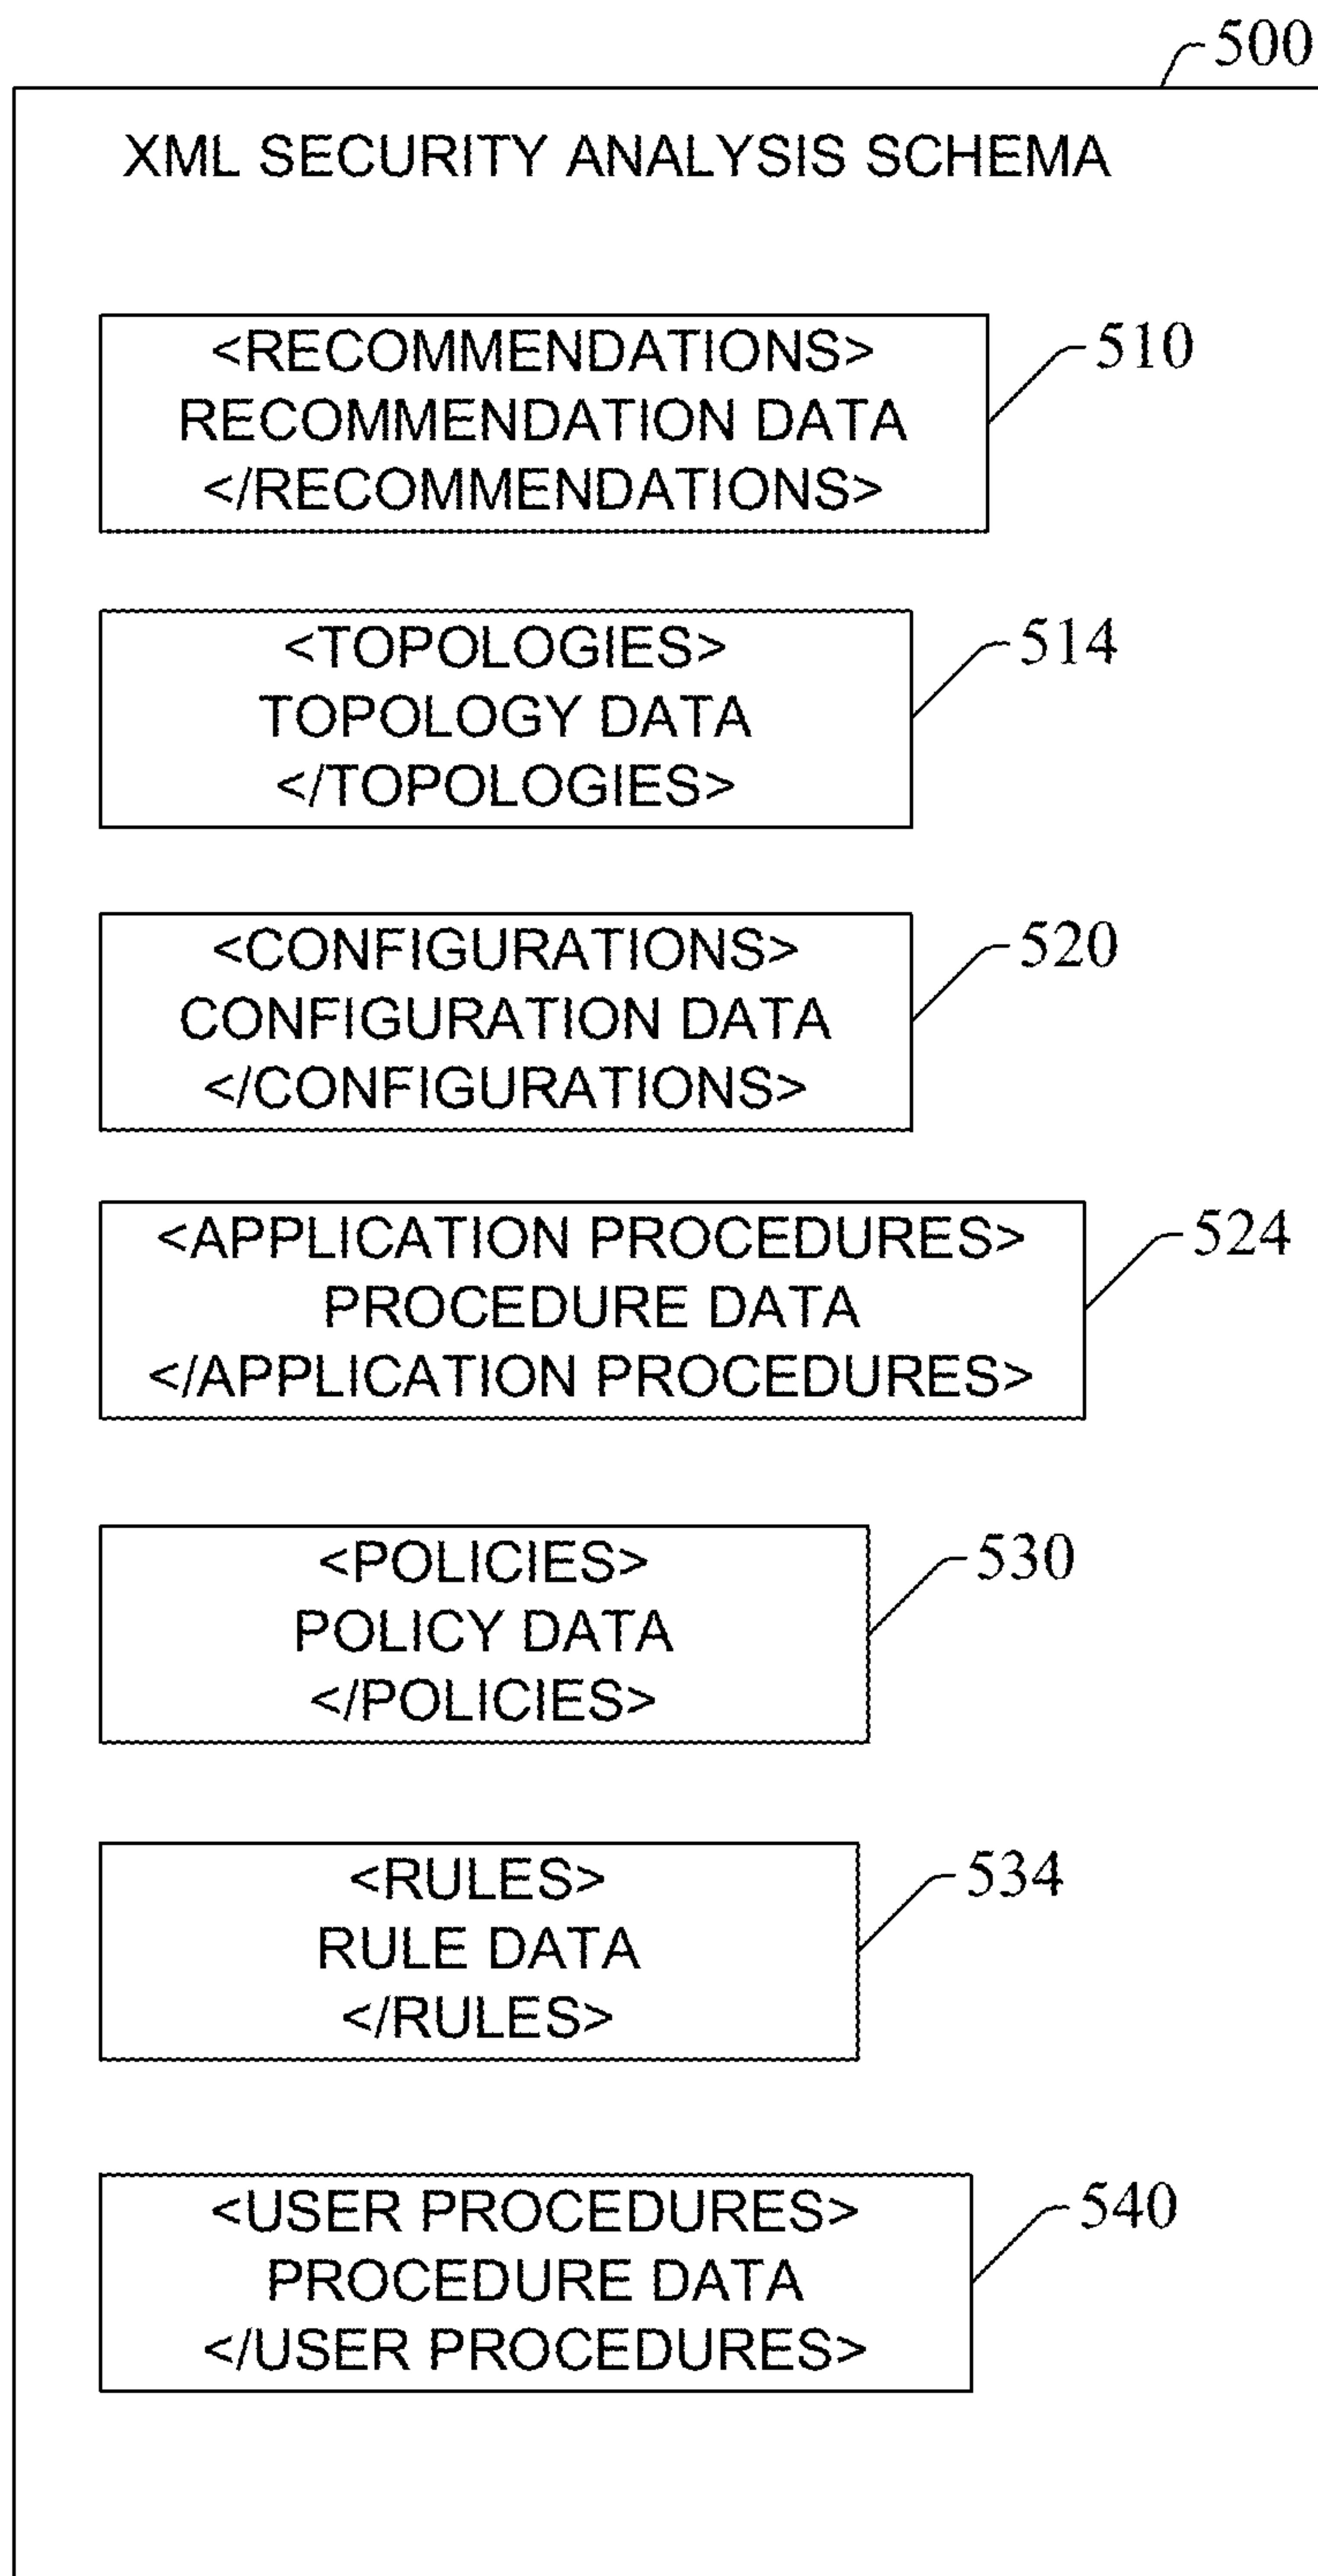 500
XML SECURITY ANALYSIS SCHEMA
<RECOMMENDATIONS>
RECOMMENDATION DATA
</RECOMMENDATIONS>
510
<TOPOLOGIES>
TOPOLOGY DATA
</TOPOLOGIES>
514
<CONFIGURATIONS>
CONFIGURATION DATA
</CONFIGURATIONS>
520
<APPLICATION PROCEDURES>
PROCEDURE DATA
</APPLICATION PROCEDURES>
524
<POLICIES>
POLICY DATA
</POLICIES>
530
<RULES>
RULE DATA
</RULES>
534
<USER PROCEDURES>
PROCEDURE DATA
</USER PROCEDURES>
540